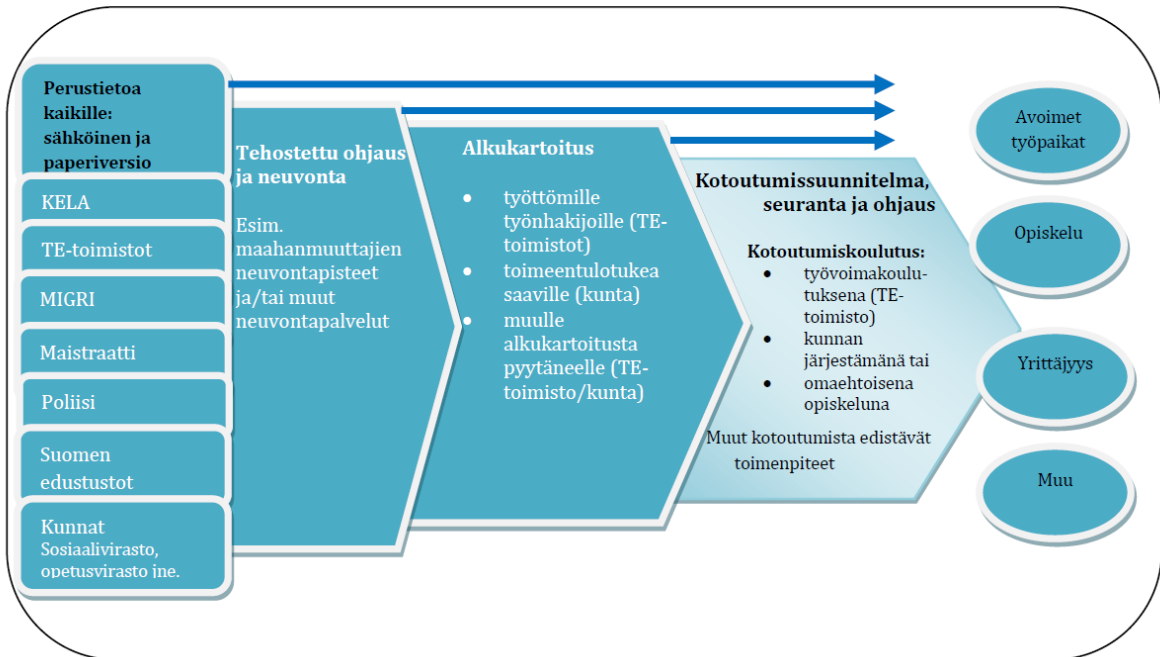 Perustietoa
kaikille:
sähköinen ja
paperiversio
KELA
TE-toimistot
MIGRI
Maistraatti
Poliisi
Suomen
edustustot
Kunnat
Sosiaalivirasto,
opetusvirasto jne.
Tehostettu ohjaus
ja neuvonta
Esim.
maahanmuuttajien
neuvontapisteet
ja/tai muut
neuvontapalvelut
Alkukartoitus
• työttömille
työnhakijoille (TE-
toimistot)
• toimeentulotukea
saaville (kunta)
• muulle
alkukartoitusta
pyytäneelle (TE-
toimisto/kunta)
Kotoutumissuunnitelma,
seuranta ja ohjaus
Kotoutumiskoulutus:
• työvoimakoulu-
tuksena (TE-
toimisto)
• kunnan
järjestämänä tai
• omaehtoisena
opiskeluna
Muut kotoutumista edistävät
toimenpiteet
Avoimet
työpaikat
Opiskelu
Yrittäjyys
Muu